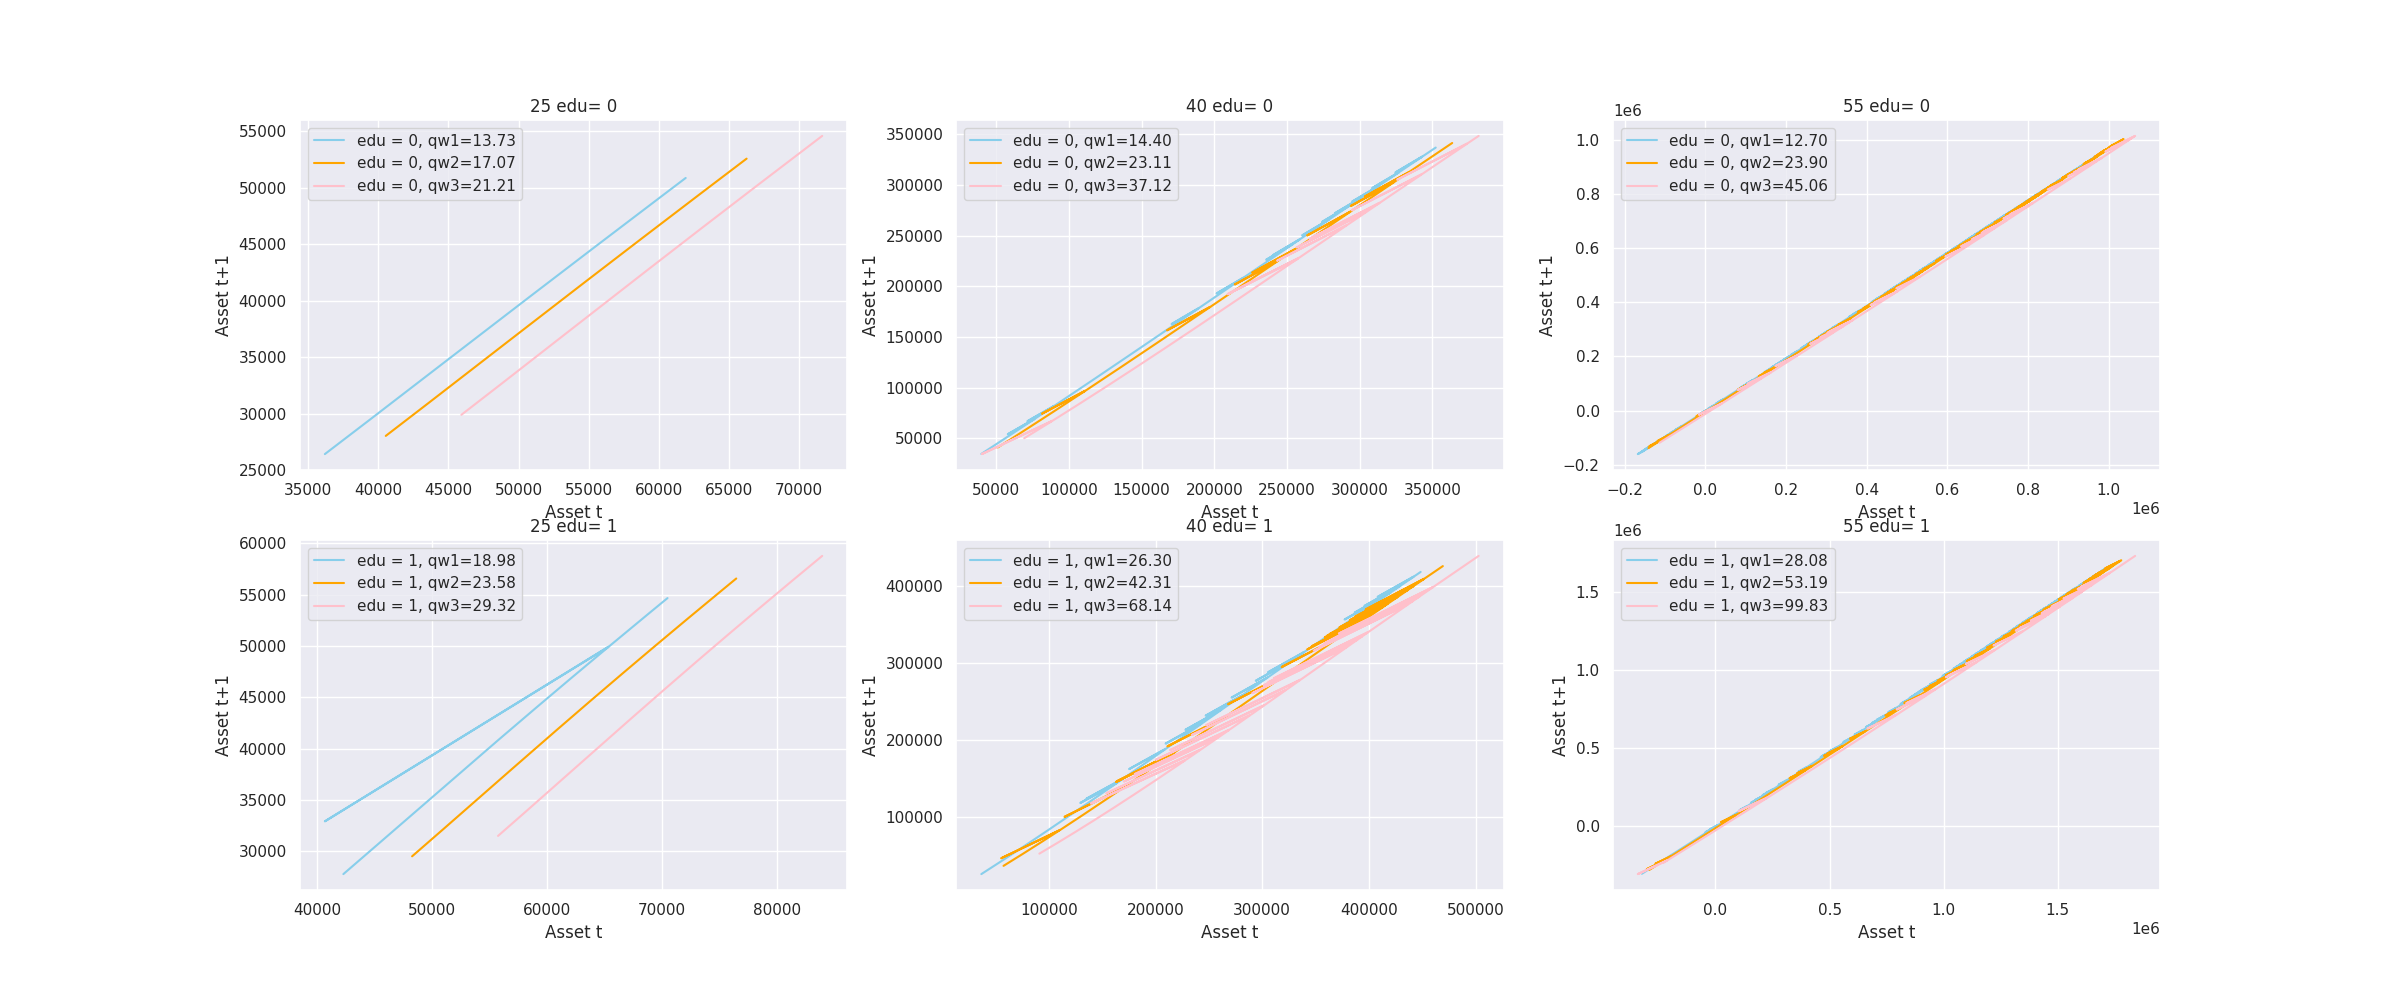 25 edu= 0
55000
50000
45000
40000
35000
30000
25000
Asset t+1
edu = 0, qw1=13.73
edu = 0, qw2=17.07
edu = 0, qw3=21.21
35000 40000 45000 50000 55000 60000 65000 70000
Asset t
40 edu= 0
350000
300000
250000
200000
150000
100000
50000
Asset t+1
edu = 0, qw1=14.40
edu = 0, qw2=23.11
edu = 0, qw3=37.12
50000 100000 150000 200000 250000 300000 350000
Asset t
55 edu= 0
1e6
1.0
0.8
0.6
0.4
0.2
0.0
−0.2
Asset t+1
edu = 0, qw1=12.70
edu = 0, qw2=23.90
edu = 0, qw3=45.06
−0.2 0.0 0.2 0.4 0.6 0.8 1.0
1e6
Asset t
25 edu= 1
60000
55000
50000
45000
40000
35000
30000
Asset t+1
edu = 1, qw1=18.98
edu = 1, qw2=23.58
edu = 1, qw3=29.32
40000 50000 60000 70000 80000
Asset t
40 edu= 1
400000
300000
200000
100000
Asset t+1
edu = 1, qw1=26.30
edu = 1, qw2=42.31
edu = 1, qw3=68.14
100000 200000 300000 400000 500000
Asset t
55 edu= 1
1e6
1.5
1.0
0.5
0.0
Asset t+1
edu = 1, qw1=28.08
edu = 1, qw2=53.19
edu = 1, qw3=99.83
0.0 0.5 1.0 1.5
1e6
Asset t